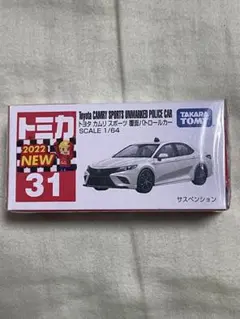 Toyota CAMRY SPORTS UNMARKED POLICE CAR
トヨタ カムリ スポーツ 覆面パトロールカー
SCALE 1/64
TAKARA TOMY
トミカ
2022
NEW
31
サスペンション